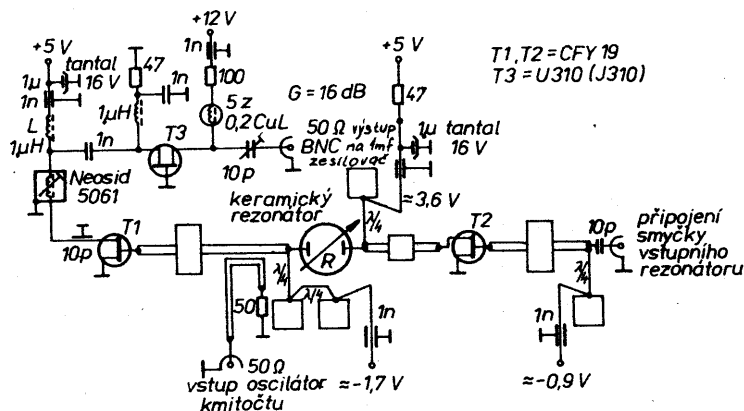 +12 V
+5 V
tantal
1µ
16 V
1n
L
1µH
47
1n
1µH
1n
1n
100
5 z
0,2 CuL
T3
10 p
G = 16 dB
50 Ω výstup
BNC na 1mf
zesilovač
+5 V
47
1µ tantal
16 V
≈3,6 V
T1, T2 = CFY 19
T3 = U310 (J310)
Neosid
5061
10p
T1
keramický
rezonátor
R
λ/4
T2
10p
připojení
smyčky
vstupního
rezonátoru
λ/4
λ/4
λ/4
50
1n
1n
50 Ω
vstup oscilátor
kmitočtu
≈-1,7 V
≈-0,9 V